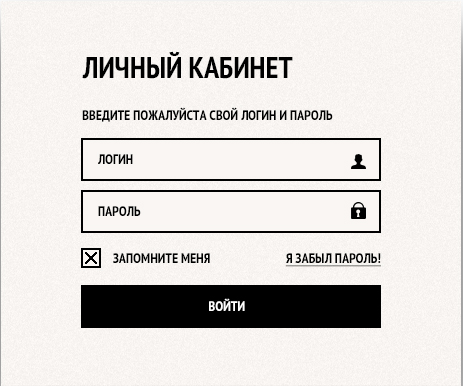 ЛИЧНЫЙ КАБИНЕТ
ВВЕДИТЕ ПОЖАЛУЙСТА СВОЙ ЛОГИН И ПАРОЛЬ
ЛОГИН
ПАРОЛЬ
ЗАПОМНИТЕ МЕНЯ Я ЗАБЫЛ ПАРОЛЬ!
ВОЙТИ